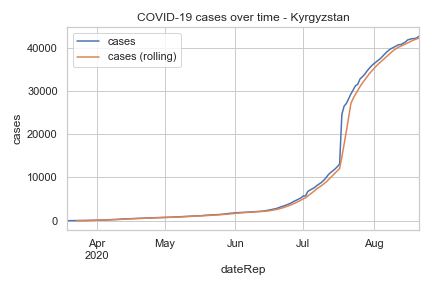 COVID-19 cases over time - Kyrgyzstan
cases
cases (rolling)
40000
30000
20000
10000
0
cases
Apr
2020
May
Jun
Jul
Aug
dateRep